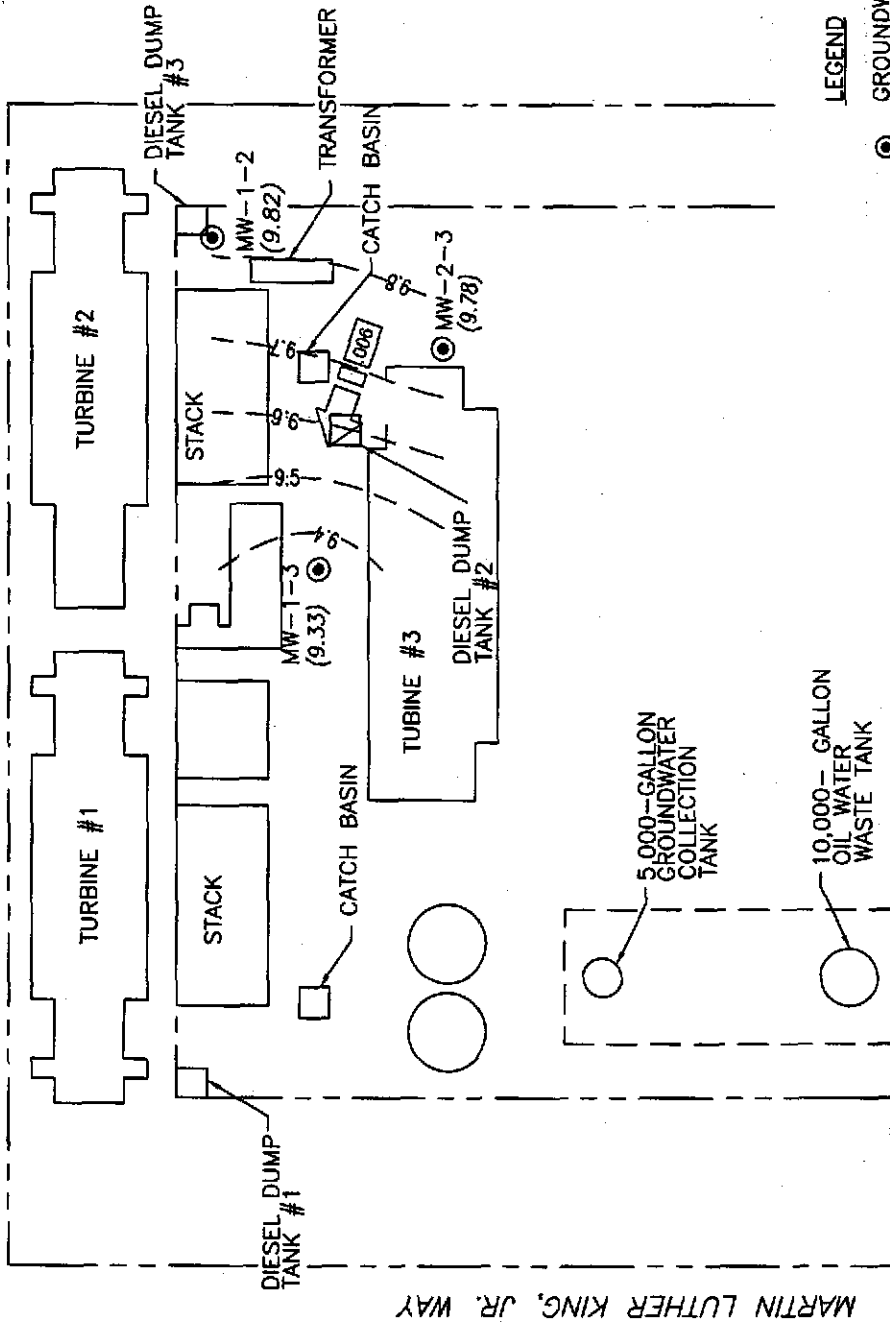 DIESEL DUMP
TANK #3
TRANSFORMER
CATCH BASIN
MW-1-2
(9.82)
TURBINE #2
STACK
9.8
MW-2-3
(9.78)
9.7
.006
9.6
9.5
9.4
MW-1-3
(9.33)
DIESEL DUMP
TANK #2
TUBINE #3
TURBINE #1
STACK
CATCH BASIN
DIESEL DUMP
TANK #1
5,000-GALLON
GROUNDWATER
COLLECTION
TANK
10,000- GALLON
OIL WATER
WASTE TANK
MARTIN LUTHER KING, JR. WAY
LEGEND
GROUNDW